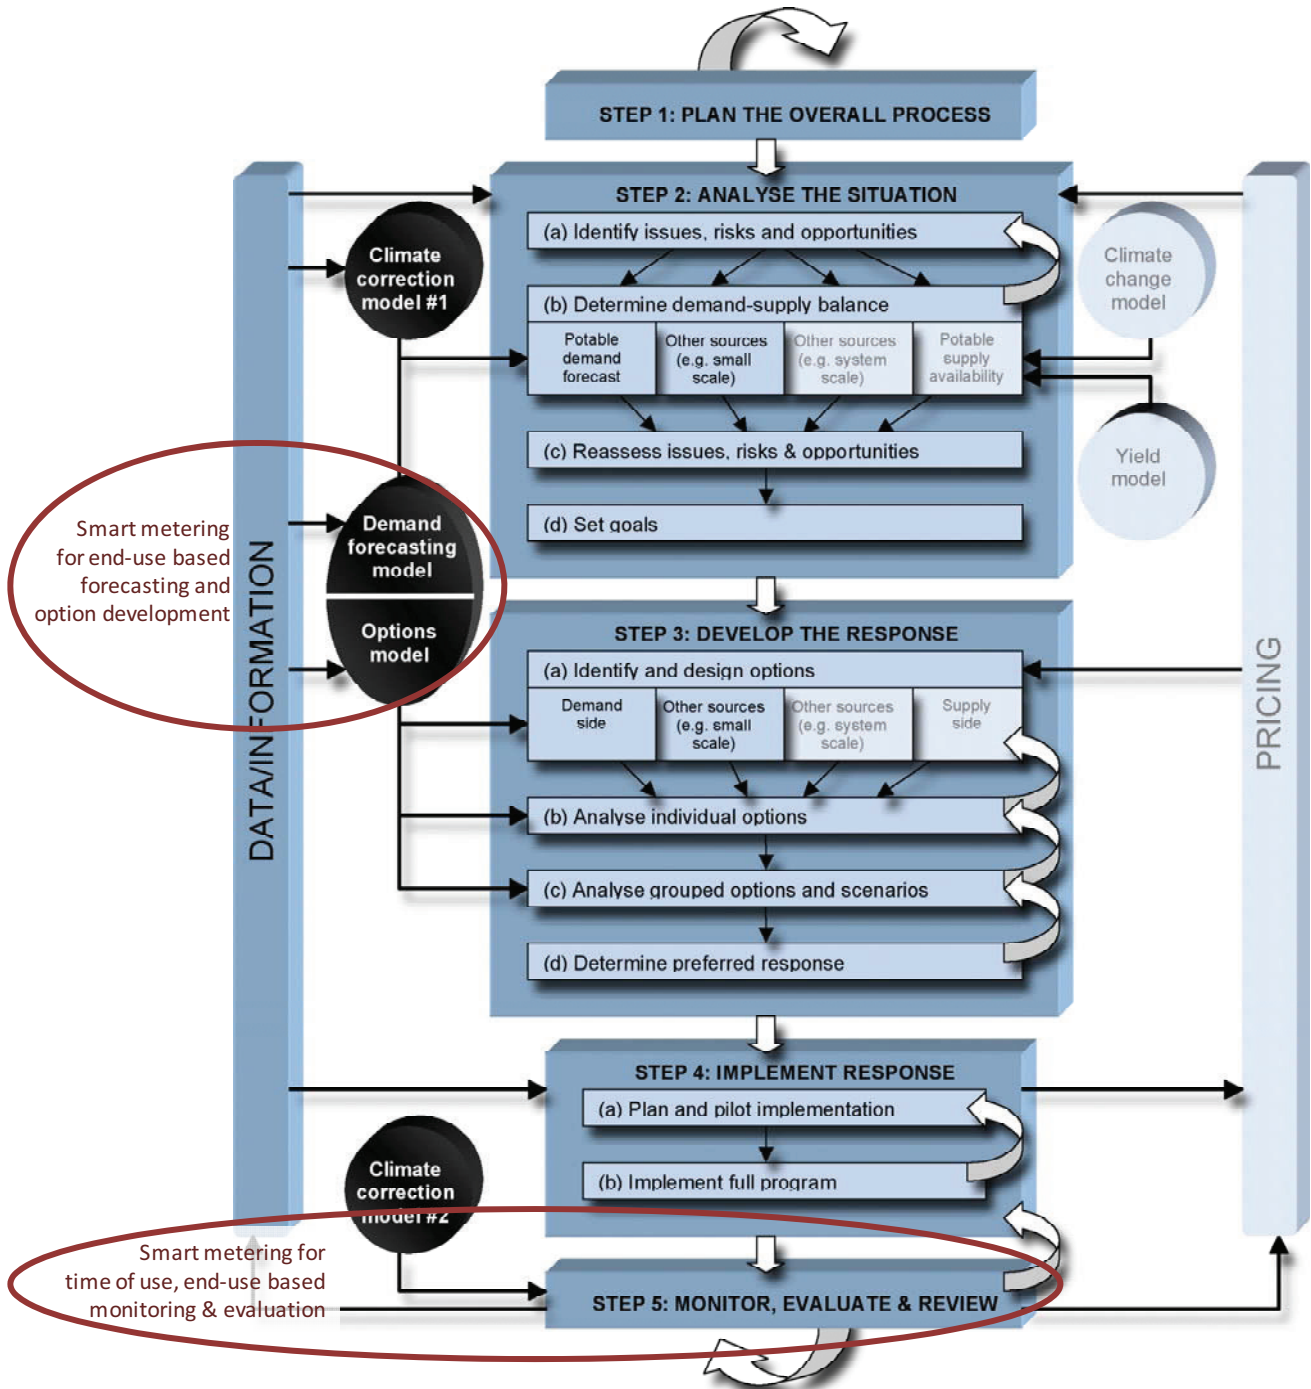 STEP 1: PLAN THE OVERALL PROCESS
STEP 2: ANALYSE THE SITUATION
(a) Identify issues, risks and opportunities
(b) Determine demand-supply balance
Potable
demand
forecast
Other sources
(e.g. small
scale)
Other sources
(e.g. system
scale)
Potable
supply
availability
(c) Reassess issues, risks & opportunities
(d) Set goals
Climate
correction
model #1
Climate
change
model
Yield
model
Smart metering
for end-use based
forecasting and
option development
Demand
forecasting
model
Options
model
DATA/INFORMATION
PRICING
STEP 3: DEVELOP THE RESPONSE
(a) Identify and design options
Demand
side
Other sources
(e.g. small
scale)
Other sources
(e.g. system
scale)
Supply
side
(b) Analyse individual options
(c) Analyse grouped options and scenarios
(d) Determine preferred response
STEP 4: IMPLEMENT RESPONSE
(a) Plan and pilot implementation
(b) Implement full program
Climate
correction
model #2
Smart metering for
time of use, end-use based
monitoring & evaluation
STEP 5: MONITOR, EVALUATE & REVIEW